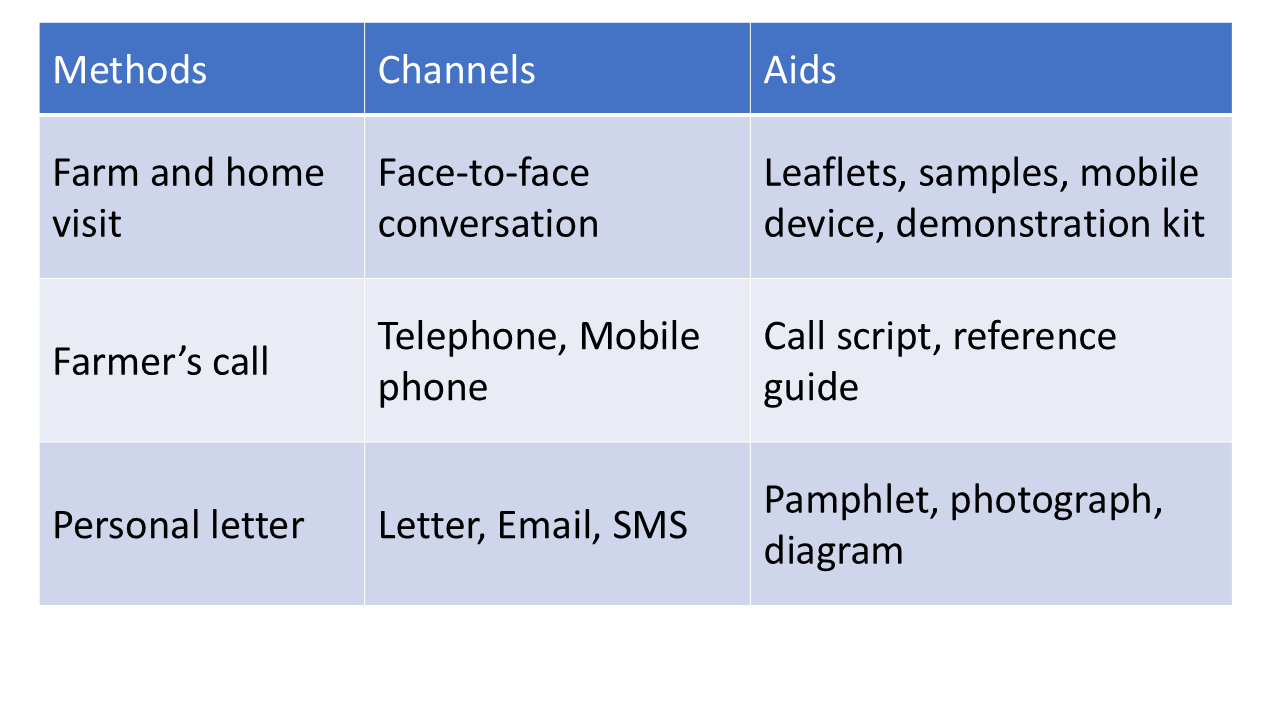 Methods
Channels
Aids
Farm and home
visit
Face-to-face
conversation
Leaflets, samples, mobile
device, demonstration kit
Farmer’s call
Telephone, Mobile
phone
Call script, reference
guide
Personal letter
Letter, Email, SMS
Pamphlet, photograph,
diagram